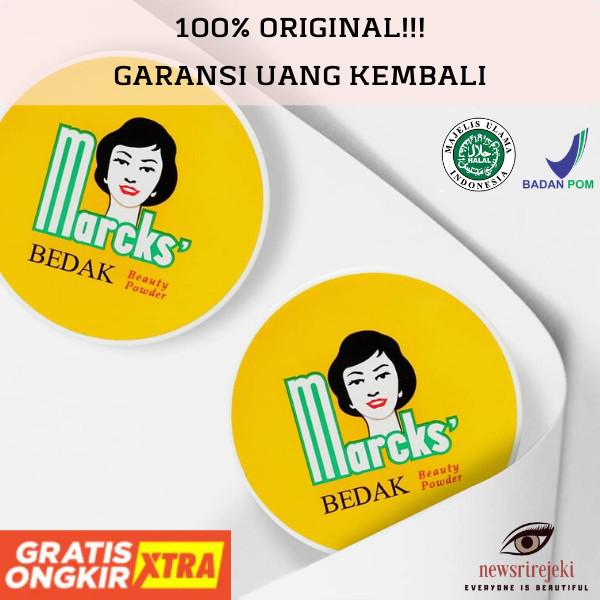 100% ORIGINAL!!!
GARANSI UANG KEMBALI
MAJELIS ULAMA
حلال
HALAL
INDONESIA
BADAN POM
Marcks'
BEDAK
Beauty
Powder
Marcks'
BEDAK
Beauty
Powder
GRATIS
ONGKIR
XTRA
newsrirejeki
EVERYONE IS BEAUTIFUL